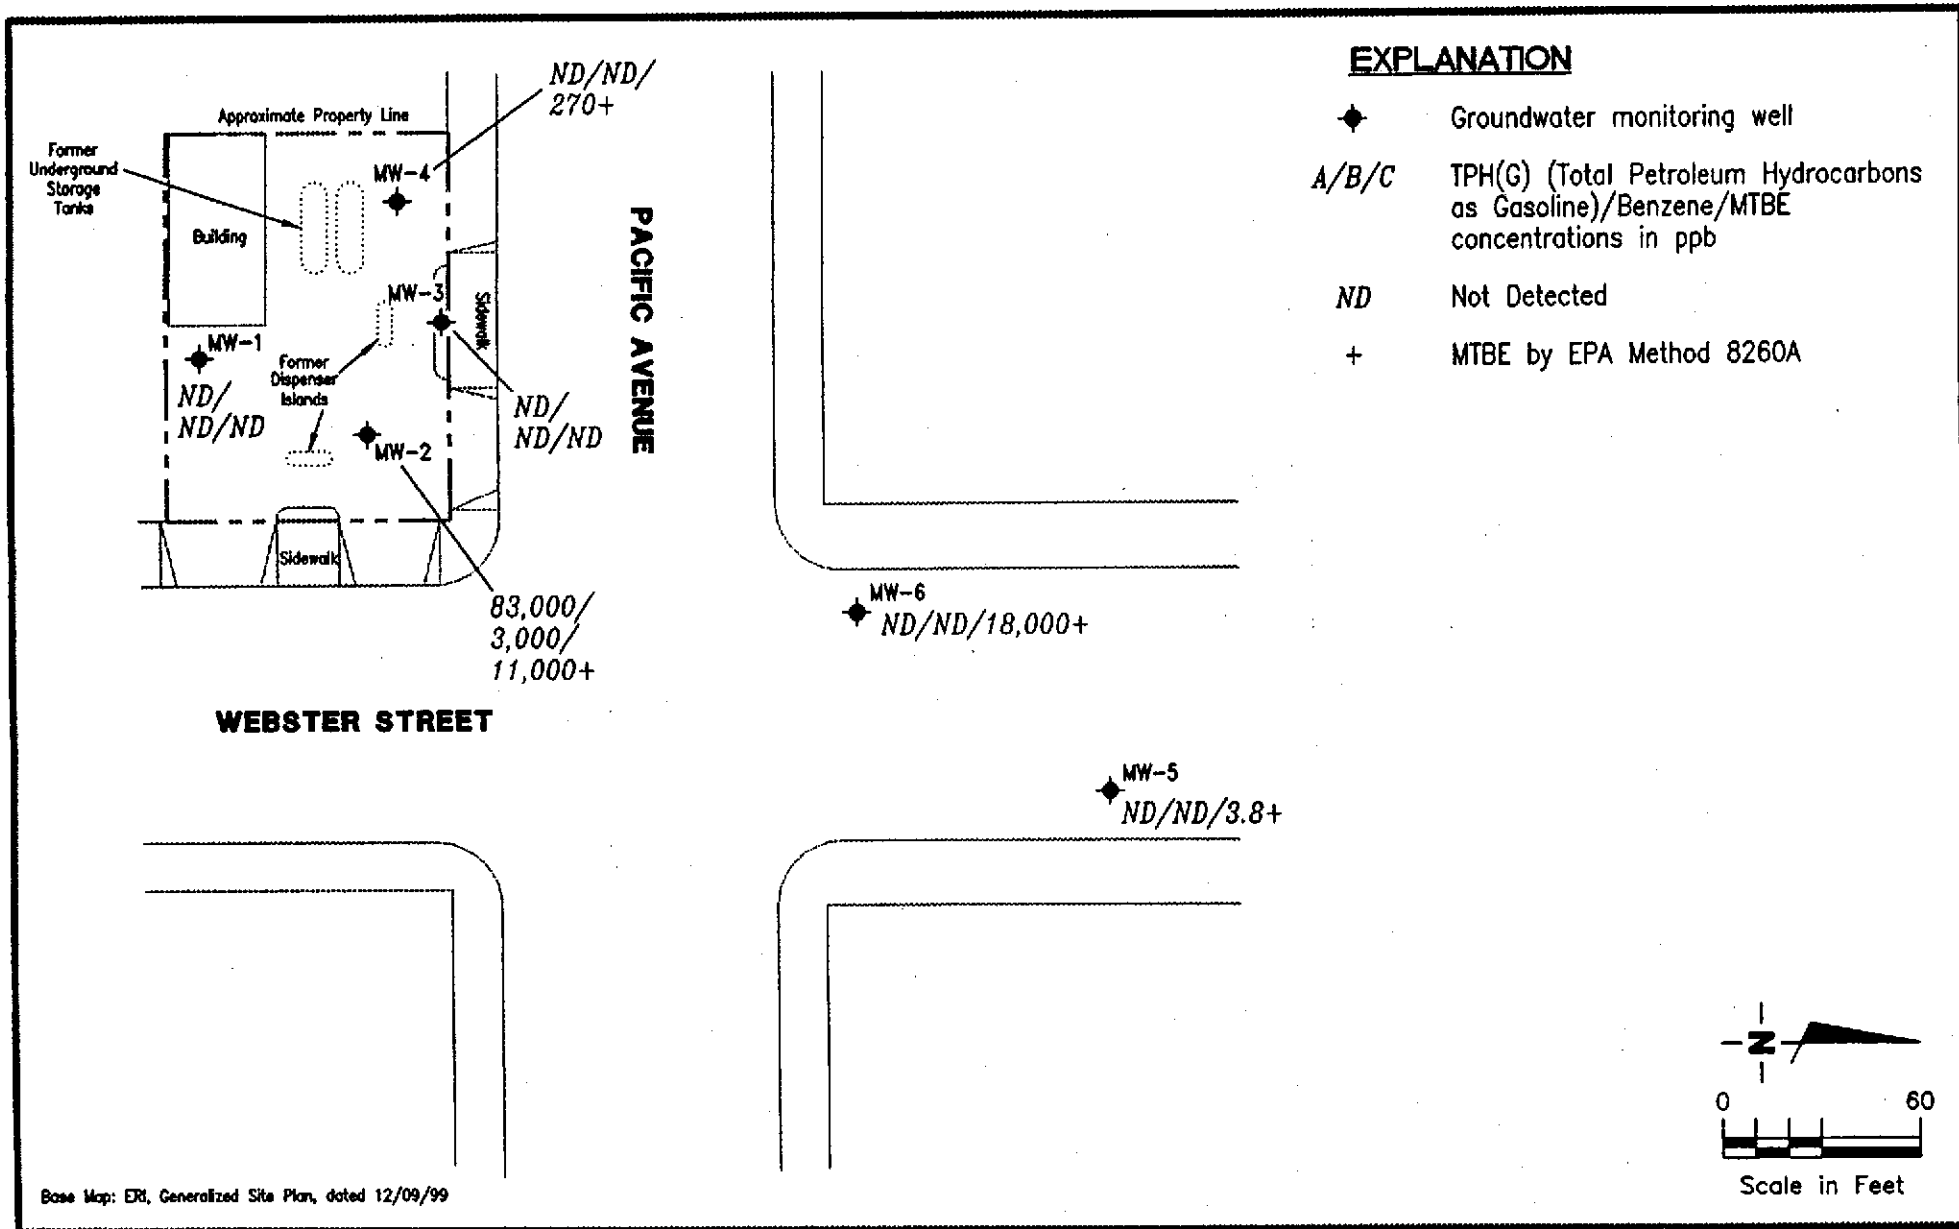 EXPLANATION
Groundwater monitoring well
A/B/C
TPH(G) (Total Petroleum Hydrocarbons
as Gasoline)/Benzene/MTBE
concentrations in ppb
ND
Not Detected
+
MTBE by EPA Method 8260A
ND/ND/
270+
Approximate Property Line
Former
Underground
Storage
Tanks
Building
MW-4
MW-3
Sidewalk
PACIFIC AVENUE
MW-1
ND/
ND/ND
Former
Dispenser
Islands
ND/
ND/ND
MW-2
Sidewalk
83,000/
3,000/
11,000+
MW-6
ND/ND/18,000+
WEBSTER STREET
MW-5
ND/ND/3.8+
N
0 60
Scale in Feet
Base Map: ERI, Generalized Site Plan, dated 12/09/99